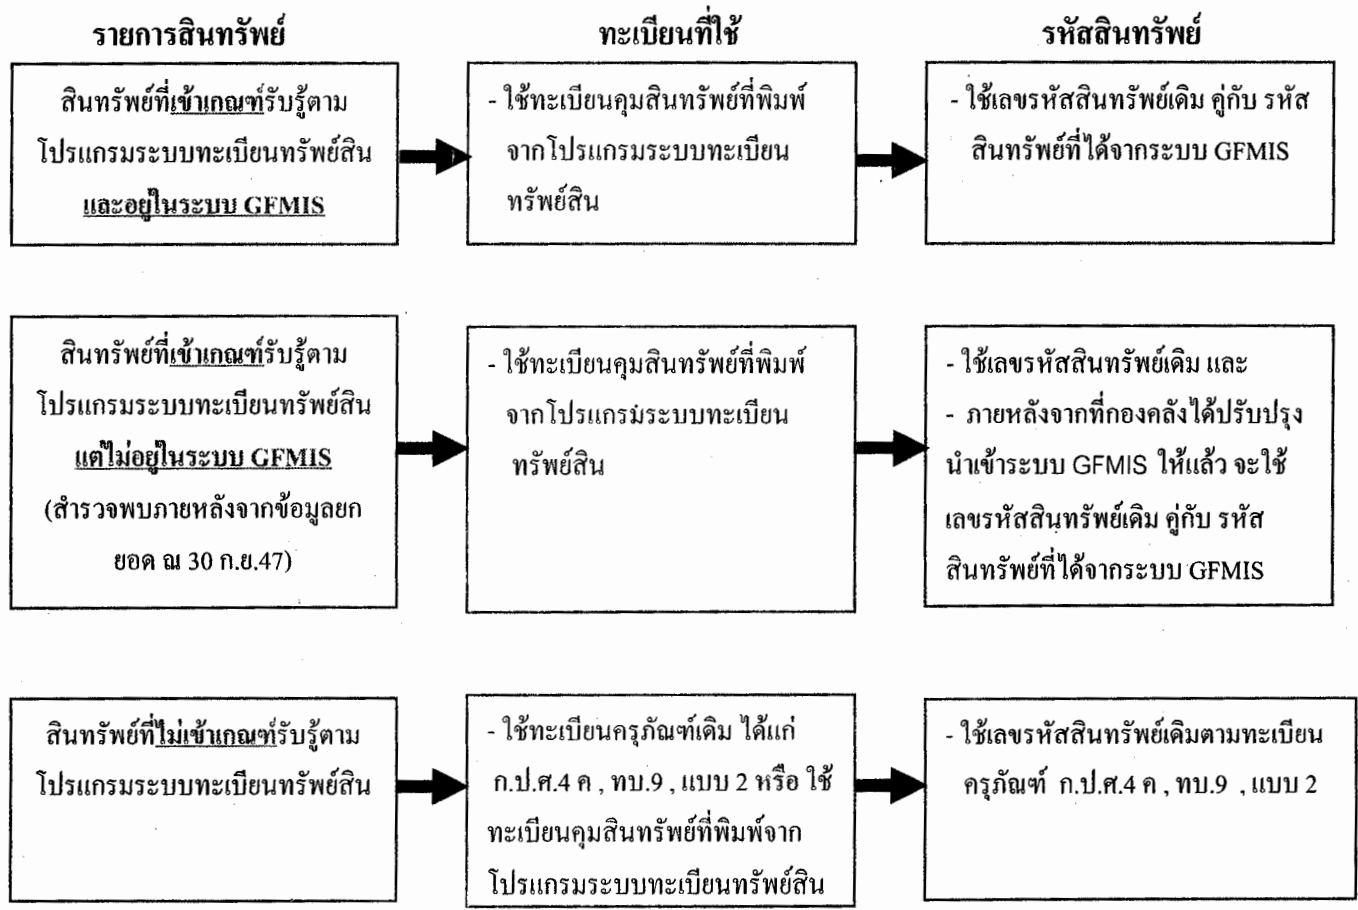 รายการสินทรัพย์
ทะเบียนที่ใช้
รหัสสินทรัพย์
สินทรัพย์ที่เข้าเกณฑ์รับรู้ตาม
โปรแกรมระบบทะเบียนทรัพย์สิน
และอยู่ในระบบ GFMIS
- ใช้ทะเบียนคุมสินทรัพย์ที่พิมพ์
จากโปรแกรมระบบทะเบียน
ทรัพย์สิน
- ใช้เลขรหัสสินทรัพย์เดิม คู่กับ รหัส
สินทรัพย์ที่ได้จากระบบ GFMIS
สินทรัพย์ที่เข้าเกณฑ์รับรู้ตาม
โปรแกรมระบบทะเบียนทรัพย์สิน
แต่ไม่อยู่ในระบบ GFMIS
(สำรวจพบภายหลังจากข้อมูลยก
ยอด ณ 30 ก.ย.47)
- ใช้ทะเบียนคุมสินทรัพย์ที่พิมพ์
จากโปรแกรมระบบทะเบียน
ทรัพย์สิน
- ใช้เลขรหัสสินทรัพย์เดิม และ
- ภายหลังจากที่กองคลังได้ปรับปรุง
นำเข้าระบบ GFMIS ให้แล้ว จะใช้
เลขรหัสสินทรัพย์เดิม คู่กับ รหัส
สินทรัพย์ที่ได้จากระบบ GFMIS
สินทรัพย์ที่ไม่เข้าเกณฑ์รับรู้ตาม
โปรแกรมระบบทะเบียนทรัพย์สิน
- ใช้ทะเบียนครุภัณฑ์เดิม ได้แก่
ก.ป.ศ.4 ค , ทบ.9 , แบบ 2 หรือ ใช้
ทะเบียนคุมสินทรัพย์ที่พิมพ์จาก
โปรแกรมระบบทะเบียนทรัพย์สิน
- ใช้เลขรหัสสินทรัพย์เดิมตามทะเบียน
ครุภัณฑ์ ก.ป.ศ.4 ค , ทบ.9 , แบบ 2